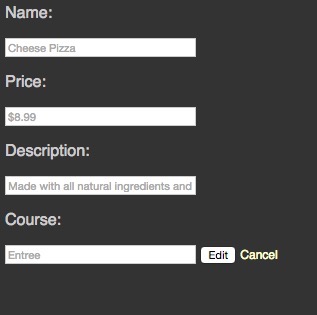 Name:
Cheese Pizza
Price:
$8.99
Description:
Made with all natural ingredients and
Course:
Entree Edit Cancel